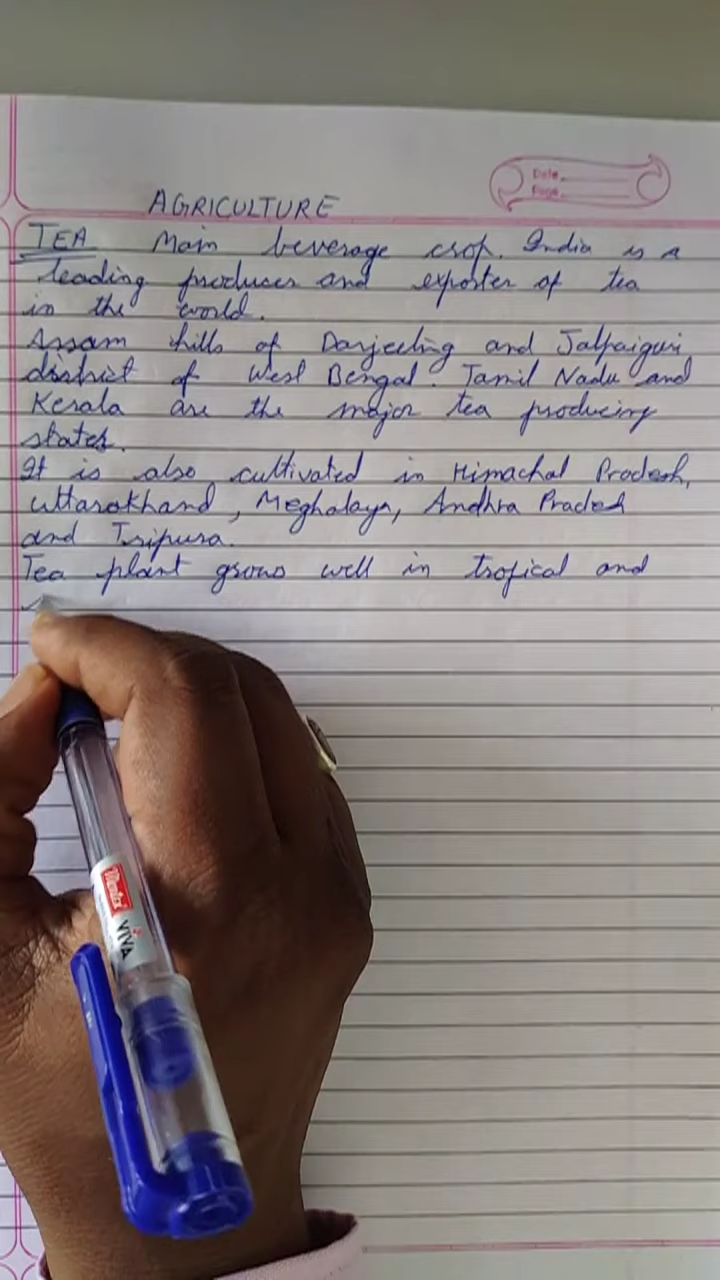 Date
Page
AGRICULTURE
TEA Main beverage crop. India is a
leading producer and exporter of tea
in the world.
Assam hills of Darjeeling and Jalpaiguri
district of West Bengal. Tamil Nadu and
Kerala are the major tea producing
states.
It is also cultivated in Himachal Pradesh,
Uttarakhand, Meghalaya, Andhra Pradesh
and Tripura.
Tea plant grows well in tropical and
VIVA